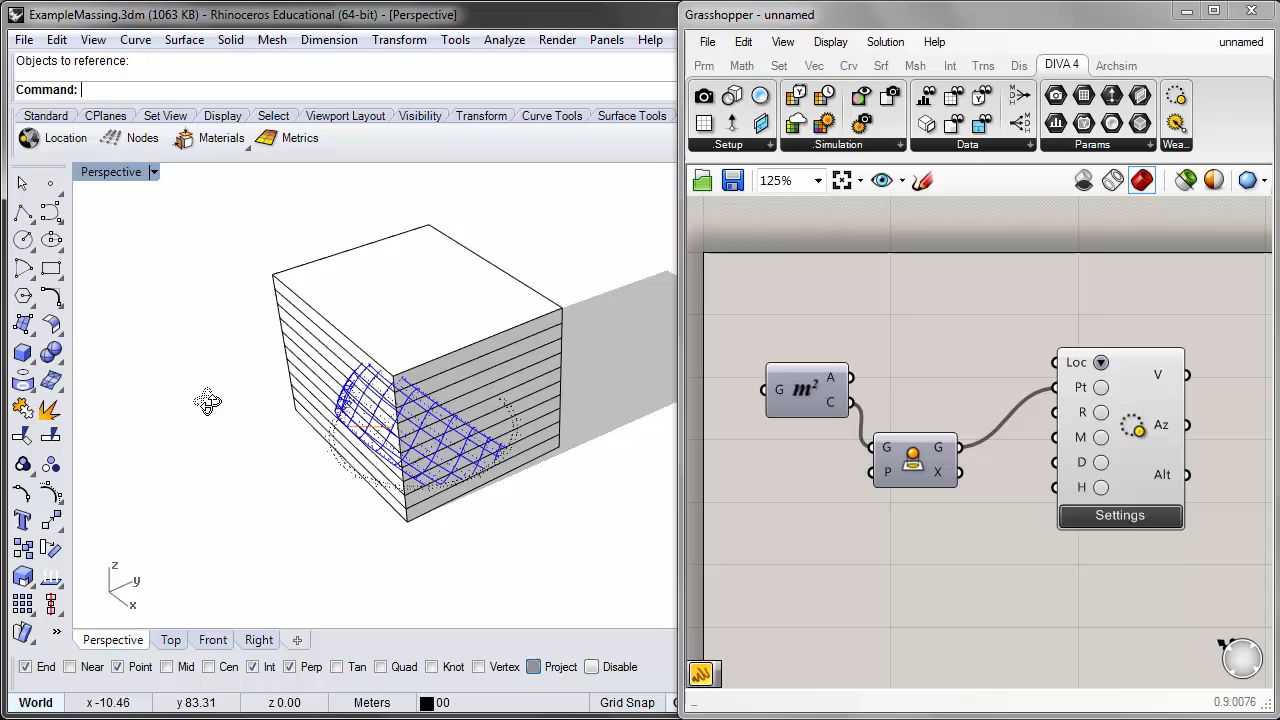 ExampleMassing.3dm (1063 KB) - Rhinoceros Educational (64-bit) - [Perspective]
File Edit View Curve Surface Solid Mesh Dimension Transform Tools Analyze Render Panels Help
Objects to reference:
Command:
Standard CPlanes Set View Display Select Viewport Layout Visibility Transform Curve Tools Surface Tools
Location Nodes Materials Metrics
Perspective
z
y
x
Perspective Top Front Right
End Near Point Mid Cen Int Perp Tan Quad Knot Vertex Project Disable
World x -10.46 y 83.31 z 0.00 Meters 00 Grid Snap
Grasshopper - unnamed
File Edit View Display Solution Help unnamed
Prm Math Set Vec Crv Srf Msh Int Trns Dis DIVA 4 Archsim
.Setup .Simulation Data Params Wea...
125%
G m² A
C
G G
P X
Loc V
Pt
R
M Az
D
H Alt
Settings
0.9.0076